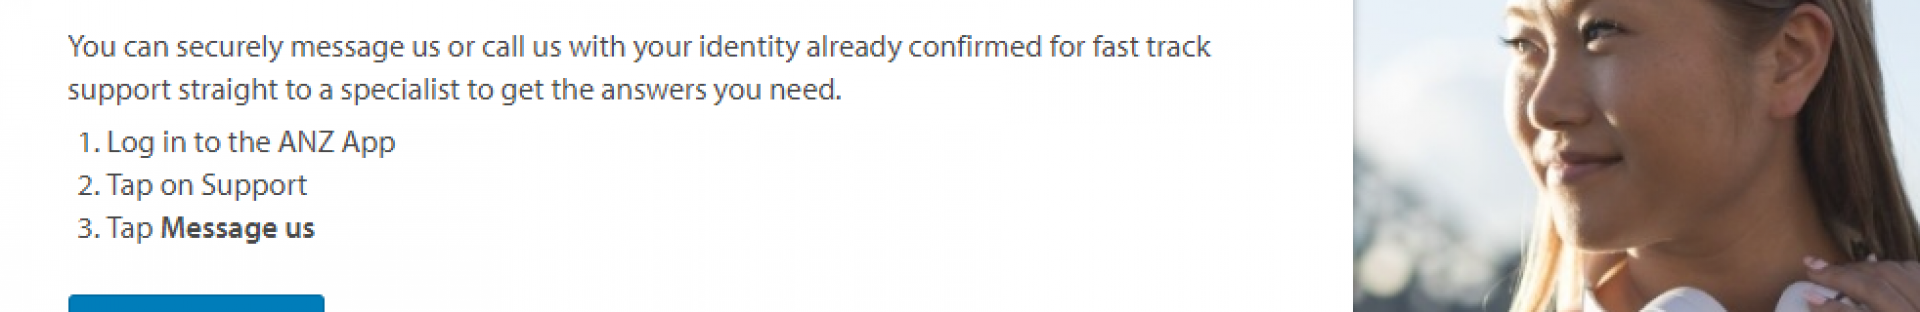 You can securely message us or call us with your identity already confirmed for fast track
support straight to a specialist to get the answers you need.
1. Log in to the ANZ App
2. Tap on Support
3. Tap Message us